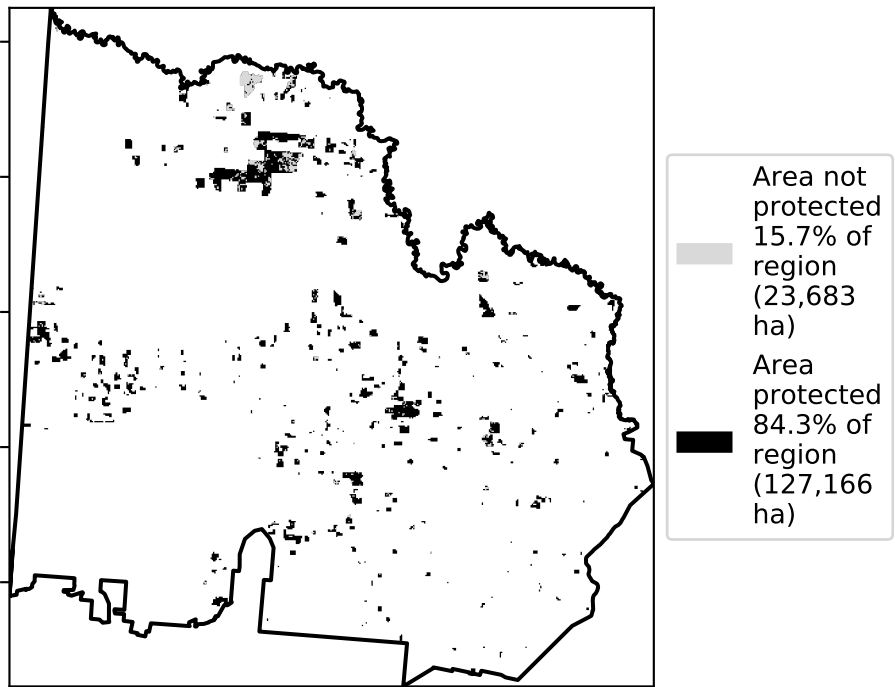 Area not
protected
15.7% of
region
(23,683
ha)
Area
protected
84.3% of
region
(127,166
ha)